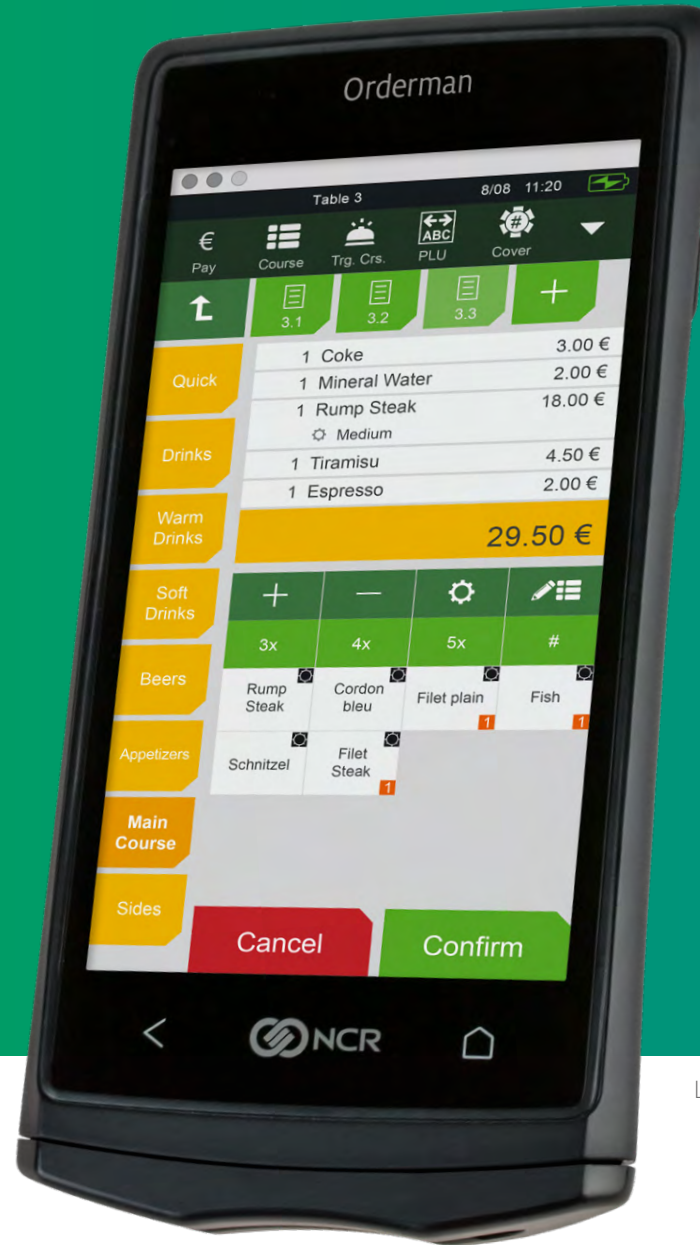 Orderman
Table 3 8/08 11:20
€ ABC #
Pay Course Trg. Crs. PLU Cover
3.1 3.2 3.3 +
Quick
Drinks
Warm
Drinks
Soft
Drinks
Beers
Appetizers
Main
Course
Sides
1 Coke 3.00 €
1 Mineral Water 2.00 €
1 Rump Steak 18.00 €
Medium
1 Tiramisu 4.50 €
1 Espresso 2.00 €
29.50 €
+ —
3x 4x 5x #
Rump
Steak
Cordon
bleu
Filet plain
1
Fish
1
Schnitzel
Filet
Steak
1
Cancel Confirm
NCR
L